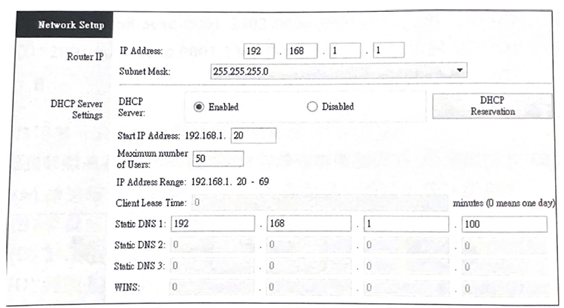 Network Setup
Router IP
IP Address: 192 . 168 . 1 . 1
Subnet Mask: 255.255.255.0
DHCP Server Settings
DHCP Server: Enabled Disabled DHCP Reservation
Start IP Address: 192.168.1. 20
Maximum number of Users: 50
IP Address Range: 192.168.1. 20 - 69
Client Lease Time: 0 minutes (0 means one day)
Static DNS 1: 192 . 168 . 1 . 100
Static DNS 2: 0 . 0 . 0 . 0
Static DNS 3: 0 . 0 . 0 . 0
WINS: 0 . 0 . 0 . 0